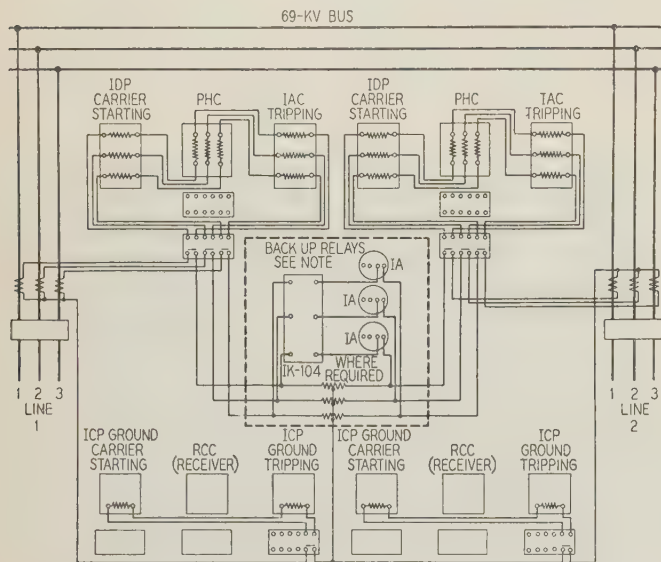 69-KV BUS
IDP
CARRIER
STARTING
PHC
IAC
TRIPPING
IDP
CARRIER
STARTING
PHC
IAC
TRIPPING
BACK UP RELAYS
SEE NOTE
IA
IA
IA
IK-104
WHERE
REQUIRED
1 2 3
LINE
1
1 2 3
LINE
2
ICP GROUND
CARRIER
STARTING
RCC
(RECEIVER)
ICP
GROUND
TRIPPING
ICP GROUND
CARRIER
STARTING
RCC
(RECEIVER)
ICP
GROUND
TRIPPING